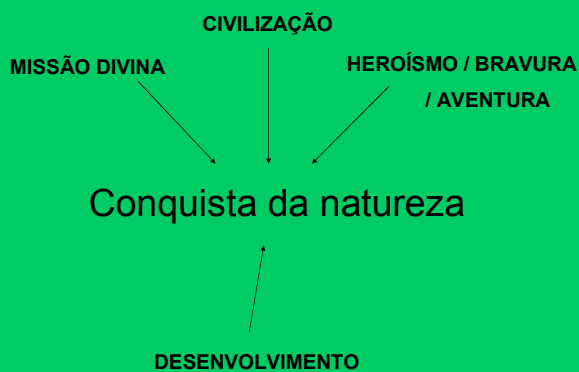 CIVILIZAÇÃO
MISSÃO DIVINA
HEROÍSMO / BRAVURA
/ AVENTURA
Conquista da natureza
DESENVOLVIMENTO